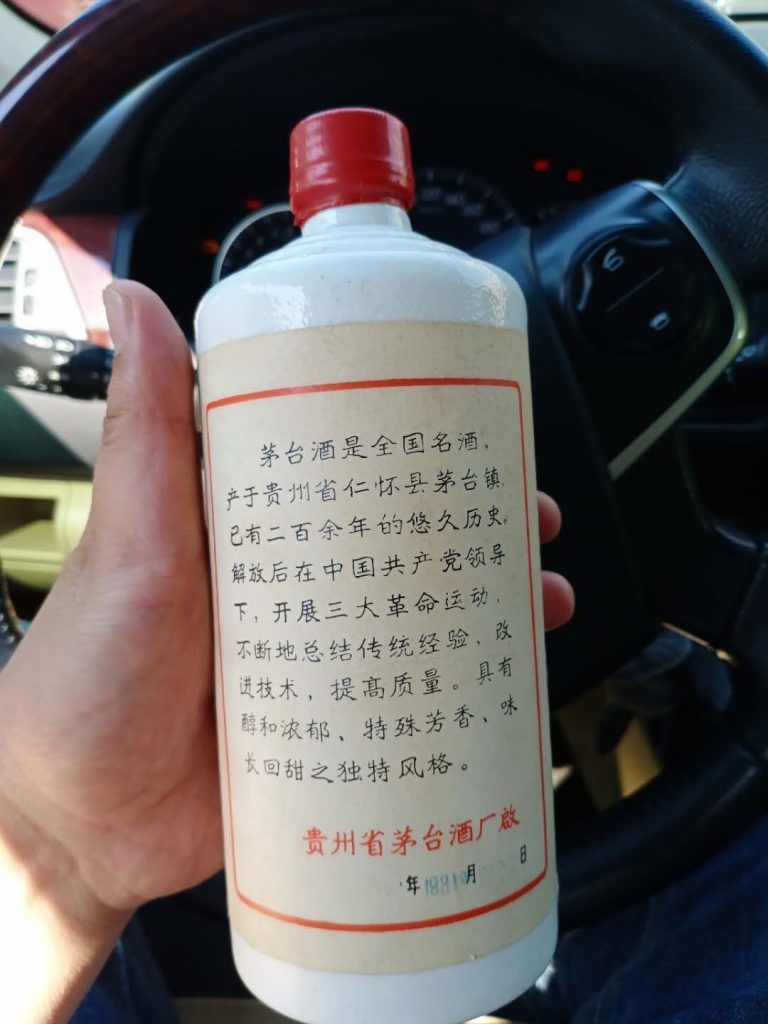 茅台酒是全国名酒，
产于贵州省仁怀县茅台镇，
已有二百余年的悠久历史。
解放后在中国共产党领导
下，开展三大革命运动，
不断地总结传统经验、改
进技术，提高质量。具有
醇和浓郁、特殊芳香、味
长回甜之独特风格。
贵州省茅台酒厂啟
年 月 日